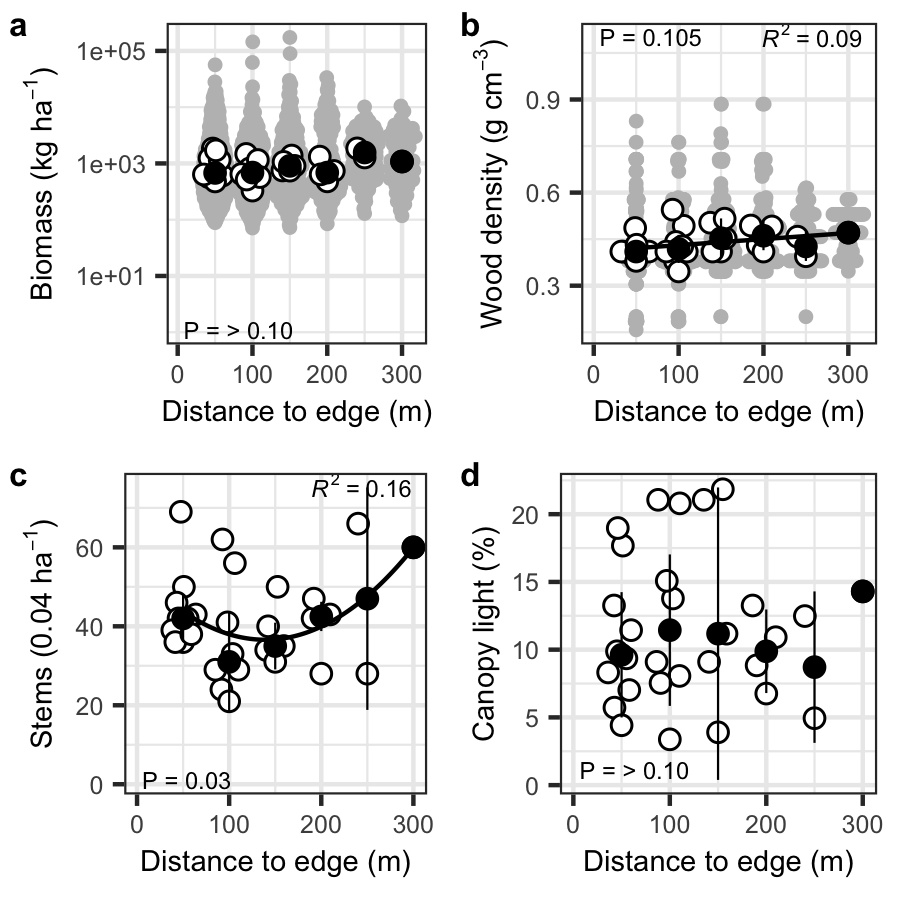 a
1e+05
1e+03
1e+01
Biomass (kg ha⁻¹)
P = > 0.10
0 100 200 300
Distance to edge (m)
b
P = 0.105 R² = 0.09
0.9
0.6
0.3
Wood density (g cm⁻³)
0 100 200 300
Distance to edge (m)
c
R² = 0.16
60
40
20
0
Stems (0.04 ha⁻¹)
P = 0.03
0 100 200 300
Distance to edge (m)
d
20
15
10
5
0
Canopy light (%)
P = > 0.10
0 100 200 300
Distance to edge (m)